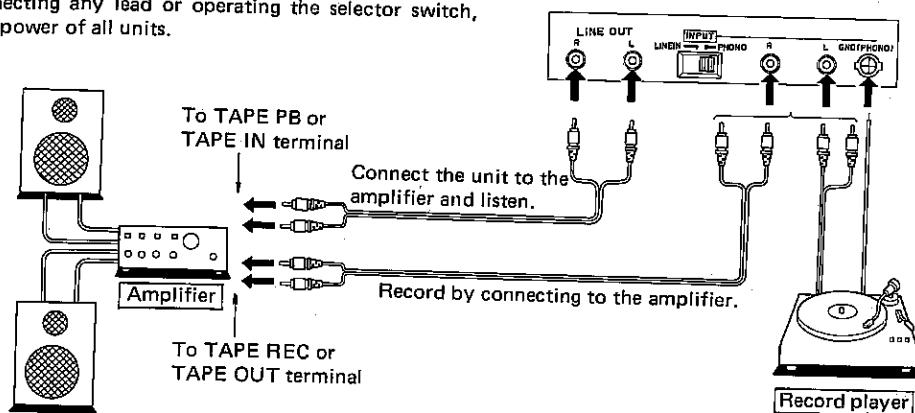 necting any lead or operating the selector switch,
power of all units.
LINE OUT
R L
INPUT
LINE IN PHONO
R L GND(PHONO)
To TAPE PB or
TAPE IN terminal
Connect the unit to the
amplifier and listen.
Amplifier
Record by connecting to the amplifier.
To TAPE REC or
TAPE OUT terminal
Record player